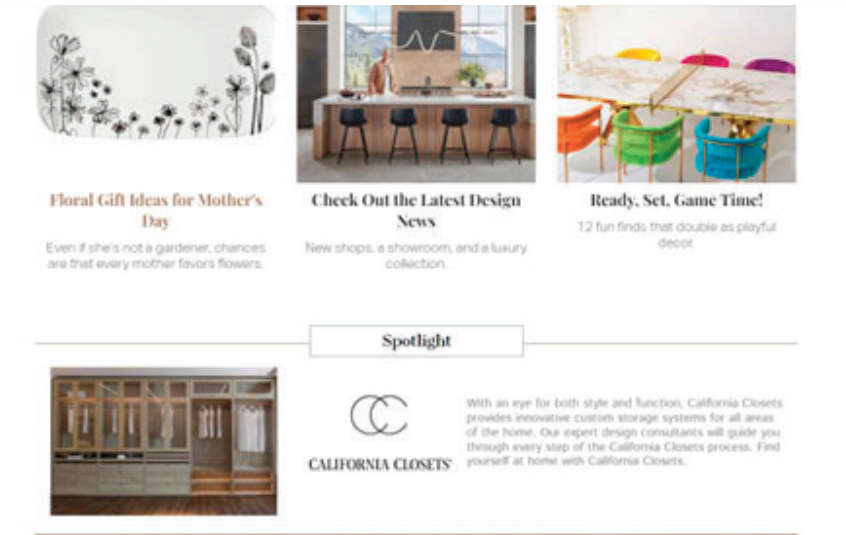 Floral Gift Ideas for Mother's
Day
Even if she's not a gardener, chances
are that every mother favors flowers.
Check Out the Latest Design
News
New shops, a showroom, and a luxury
collection.
Ready, Set, Game Time!
12 fun finds that double as playful
decor.
Spotlight
CC
CALIFORNIA CLOSETS®
With an eye for both style and function, California Closets
provides innovative custom storage systems for all areas
of the home. Our expert design consultants will guide you
through every step of the California Closets process. Find
yourself at home with California Closets.